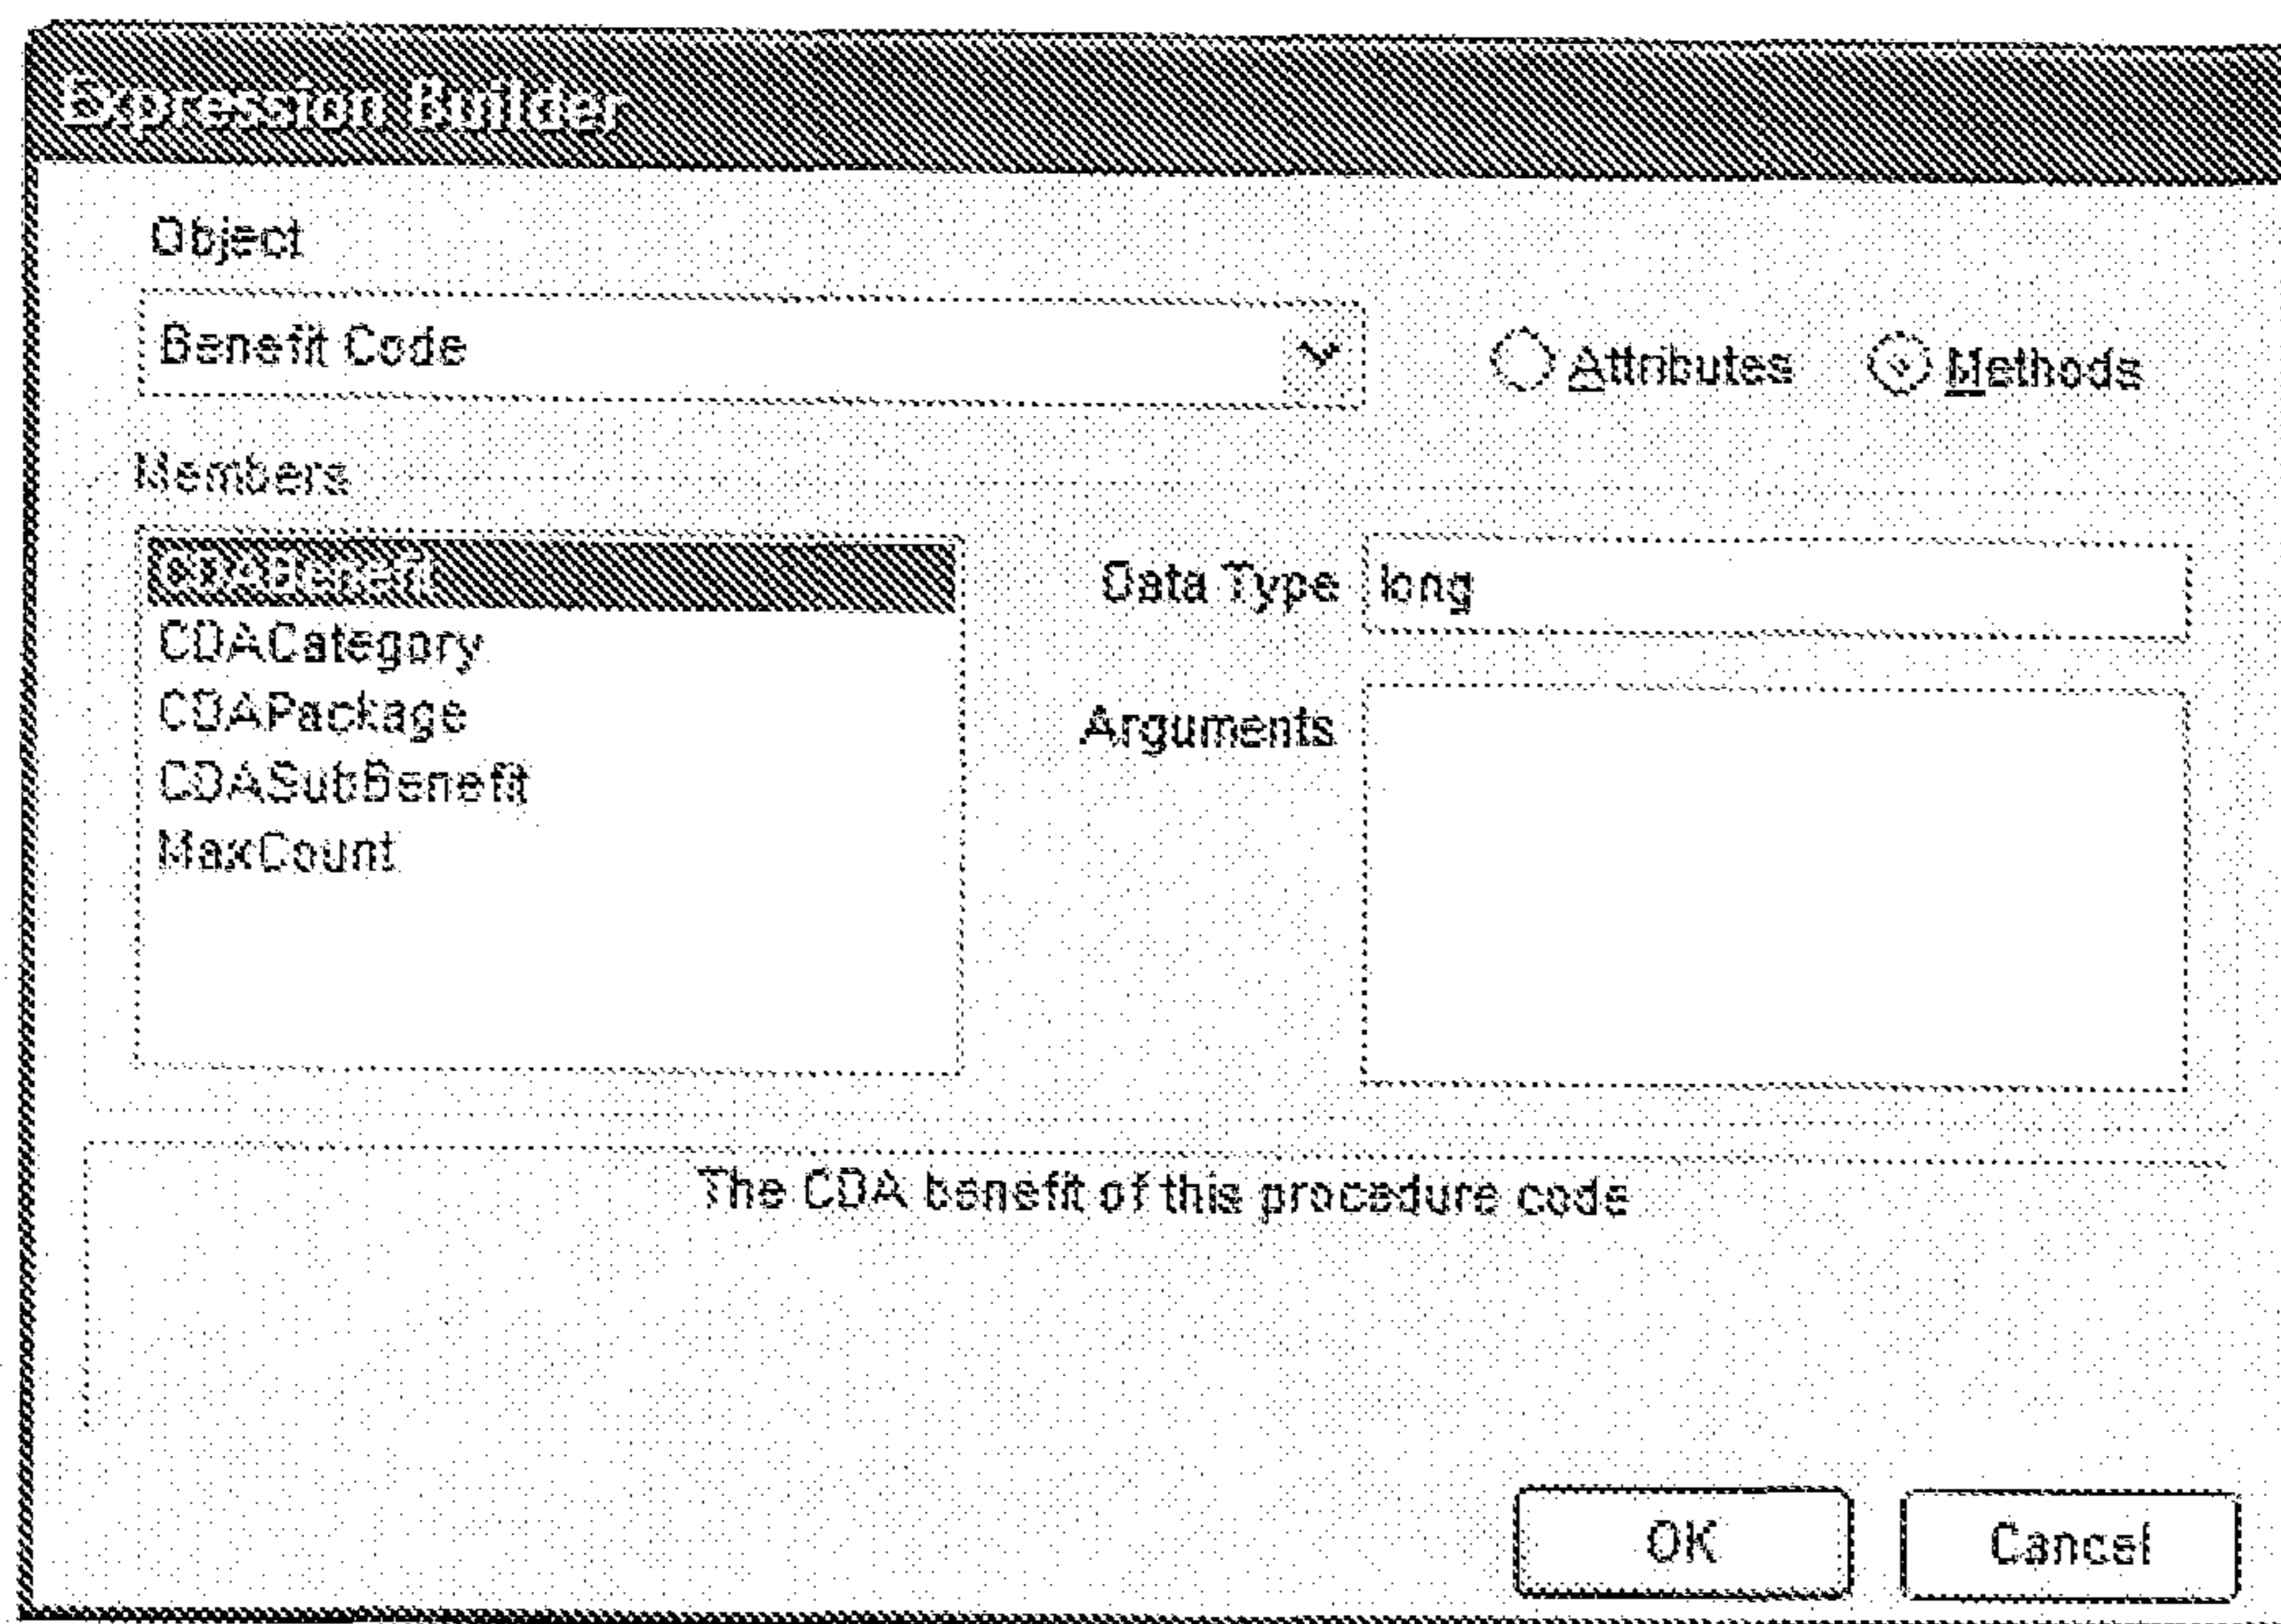 Expression Builder
Object
Benefit Code
Attributes
Methods
Members
CDABenefit
CDACategory
CDAPackage
CDASubBenefit
MaxCount
Data Type
long
Arguments
The CDA benefit of this procedure code
OK
Cancel